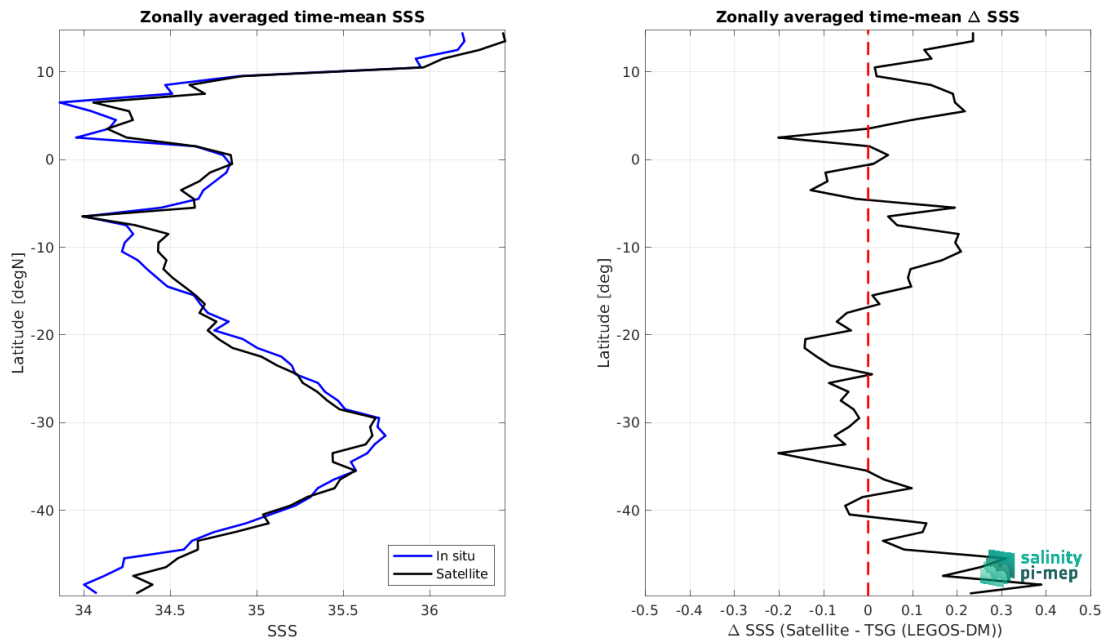 Zonally averaged time-mean SSS
10
0
-10
-20
-30
-40
Latitude [degN]
34
34.5
35
35.5
36
SSS
In situ
Satellite
Zonally averaged time-mean Δ SSS
10
0
-10
-20
-30
-40
Latitude [deg]
-0.5
-0.4
-0.3
-0.2
-0.1
0
0.1
0.2
0.3
0.4
0.5
Δ SSS (Satellite - TSG (LEGOS-DM))
salinity
pi-mep